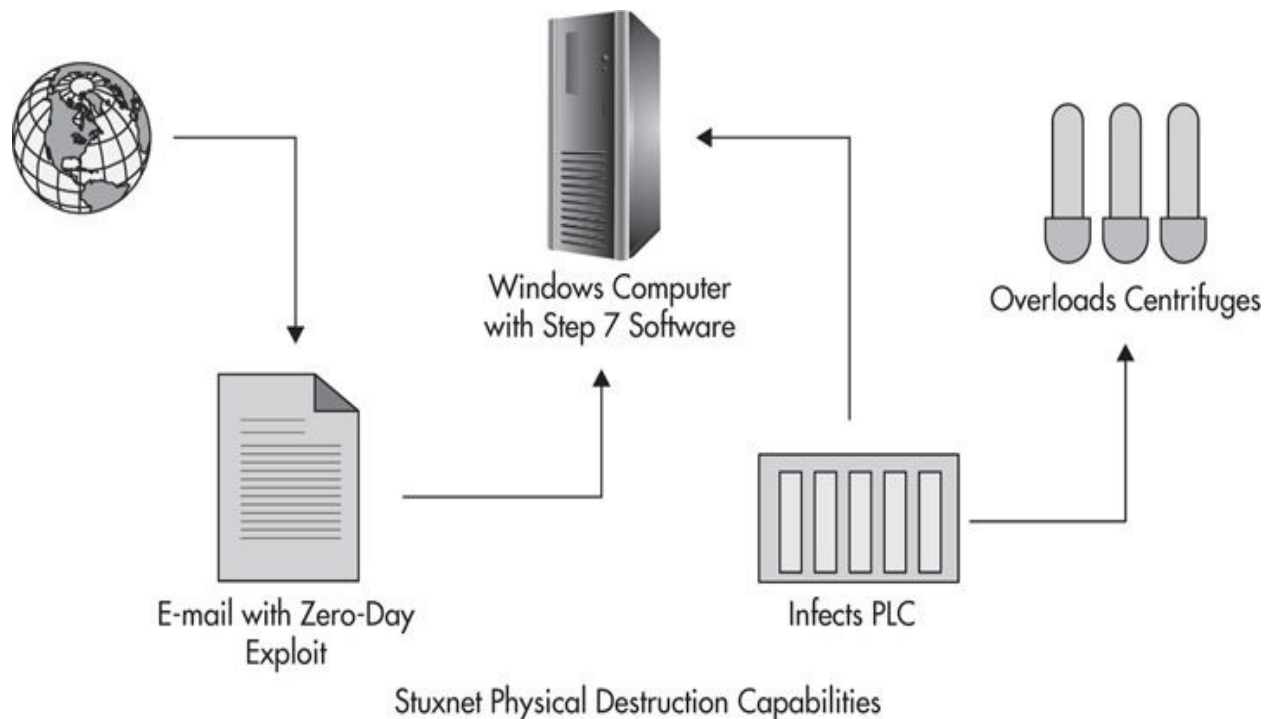 Windows Computer
with Step 7 Software
Overloads Centrifuges
E-mail with Zero-Day
Exploit
Infects PLC
Stuxnet Physical Destruction Capabilities